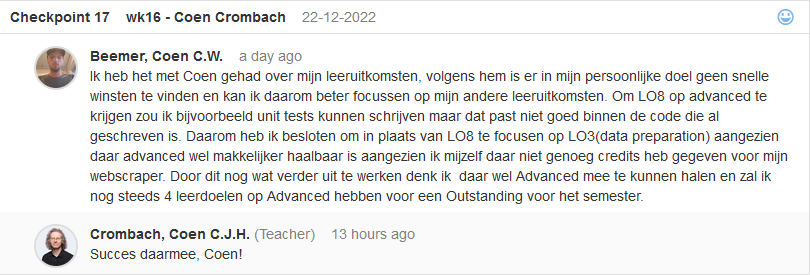 Checkpoint 17 wk16 - Coen Crombach 22-12-2022
Beemer, Coen C.W. a day ago
Ik heb het met Coen gehad over mijn leeruitkomsten, volgens hem is er in mijn persoonlijke doel geen snelle
winsten te vinden en kan ik daarom beter focussen op mijn andere leeruitkomsten. Om LO8 op advanced te
krijgen zou ik bijvoorbeeld unit tests kunnen schrijven maar dat past niet goed binnen de code die al
geschreven is. Daarom heb ik besloten om in plaats van LO8 te focusen op LO3(data preparation) aangezien
daar advanced wel makkelijker haalbaar is aangezien ik mijzelf daar niet genoeg credits heb gegeven voor mijn
webscraper. Door dit nog wat verder uit te werken denk ik daar wel Advanced mee te kunnen halen en zal ik
nog steeds 4 leerdoelen op Advanced hebben voor een Outstanding voor het semester.
Crombach, Coen C.J.H. (Teacher) 13 hours ago
Succes daarmee, Coen!